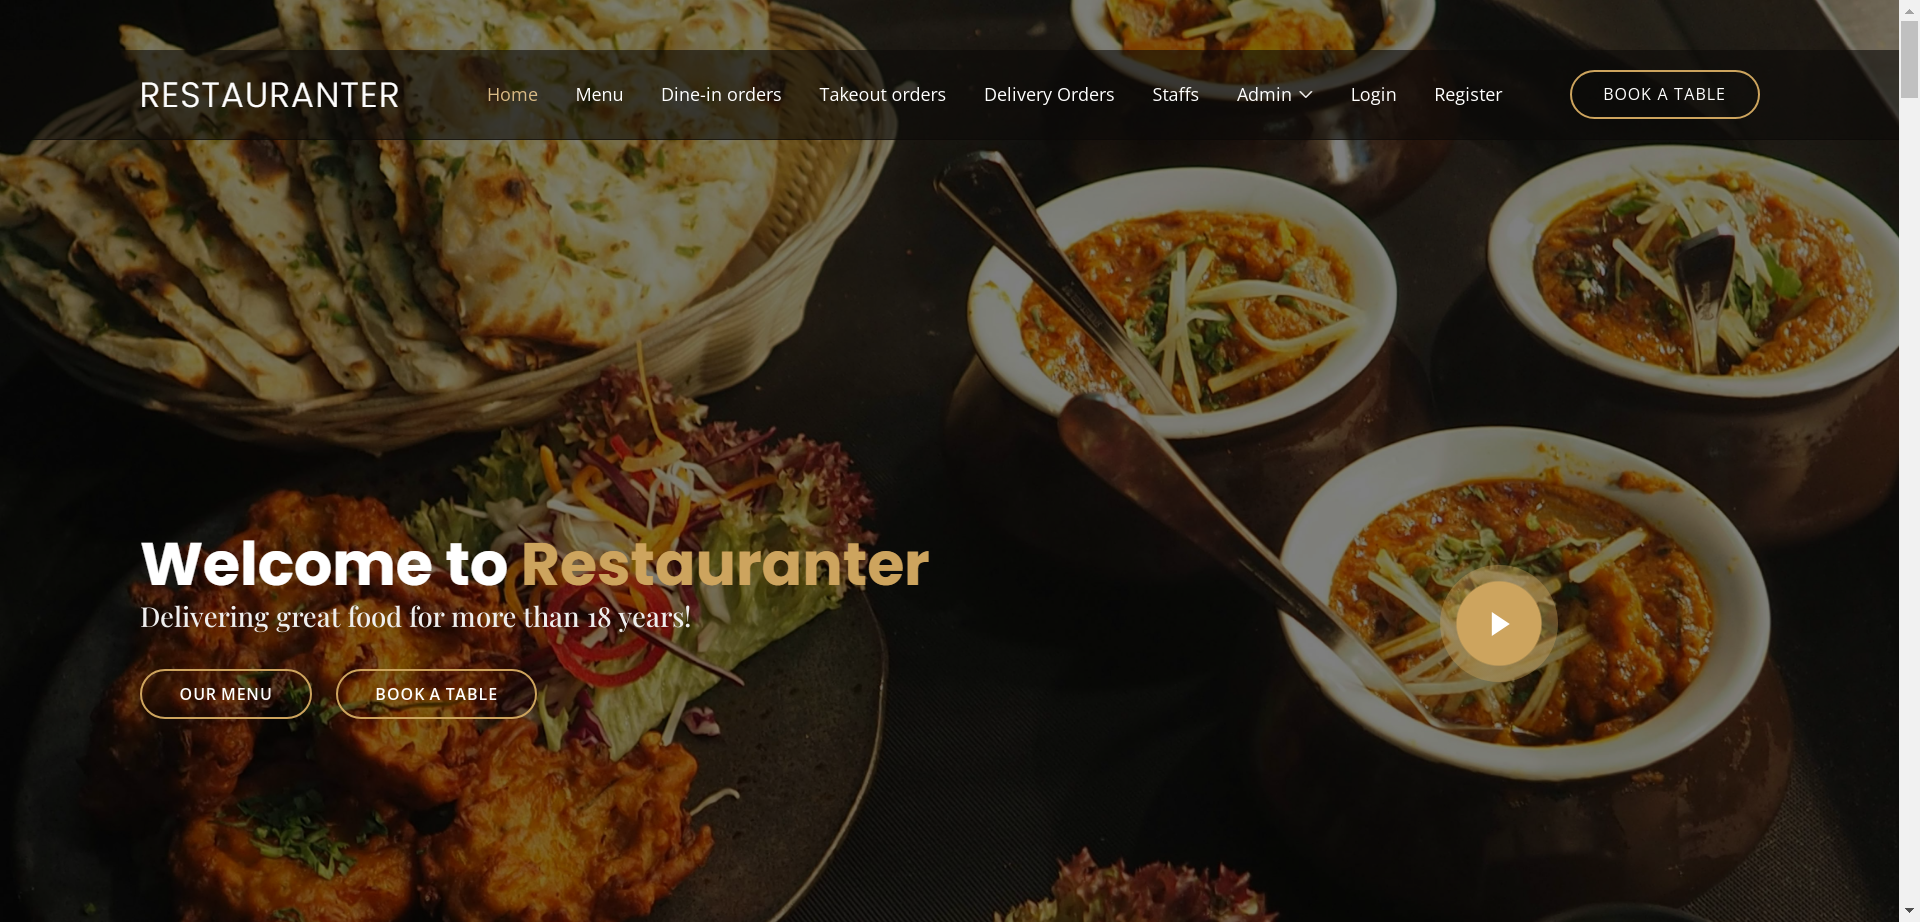 RESTAURANTER Home Menu Dine-in orders Takeout orders Delivery Orders Staffs Admin Login Register BOOK A TABLE
Welcome to Restauranter
Delivering great food for more than 18 years!
OUR MENU BOOK A TABLE